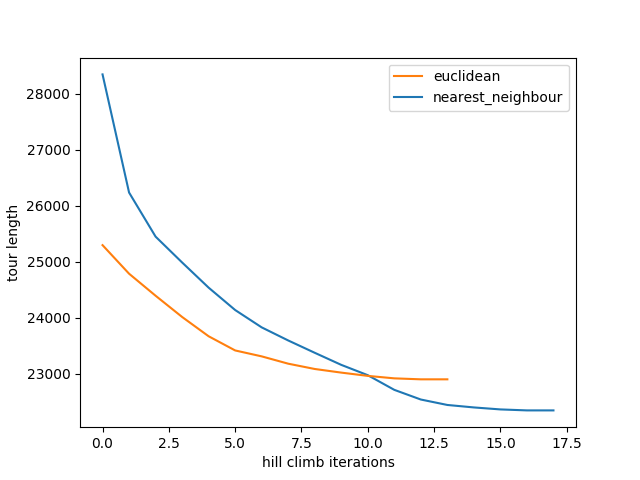 euclidean
nearest_neighbour
28000
27000
26000
25000
24000
23000
tour length
0.0 2.5 5.0 7.5 10.0 12.5 15.0 17.5
hill climb iterations